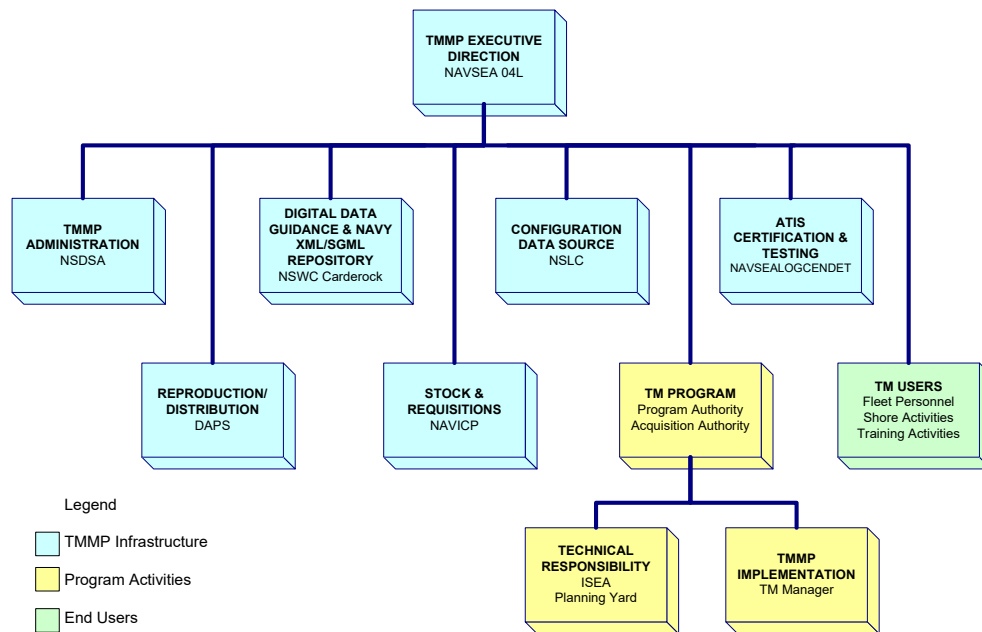 TMMP EXECUTIVE
DIRECTION
NAVSEA 04L
TMMP
ADMINISTRATION
NSDSA
DIGITAL DATA
GUIDANCE & NAVY
XML/SGML
REPOSITORY
NSWC Carderock
CONFIGURATION
DATA SOURCE
NSLC
ATIS
CERTIFICATION &
TESTING
NAVSEALOGCENDET
REPRODUCTION/
DISTRIBUTION
DAPS
STOCK &
REQUISITIONS
NAVICP
TM PROGRAM
Program Authority
Acquisition Authority
TM USERS
Fleet Personnel
Shore Activities
Training Activities
TECHNICAL
RESPONSIBILITY
ISEA
Planning Yard
TMMP
IMPLEMENTATION
TM Manager
Legend
TMMP Infrastructure
Program Activities
End Users